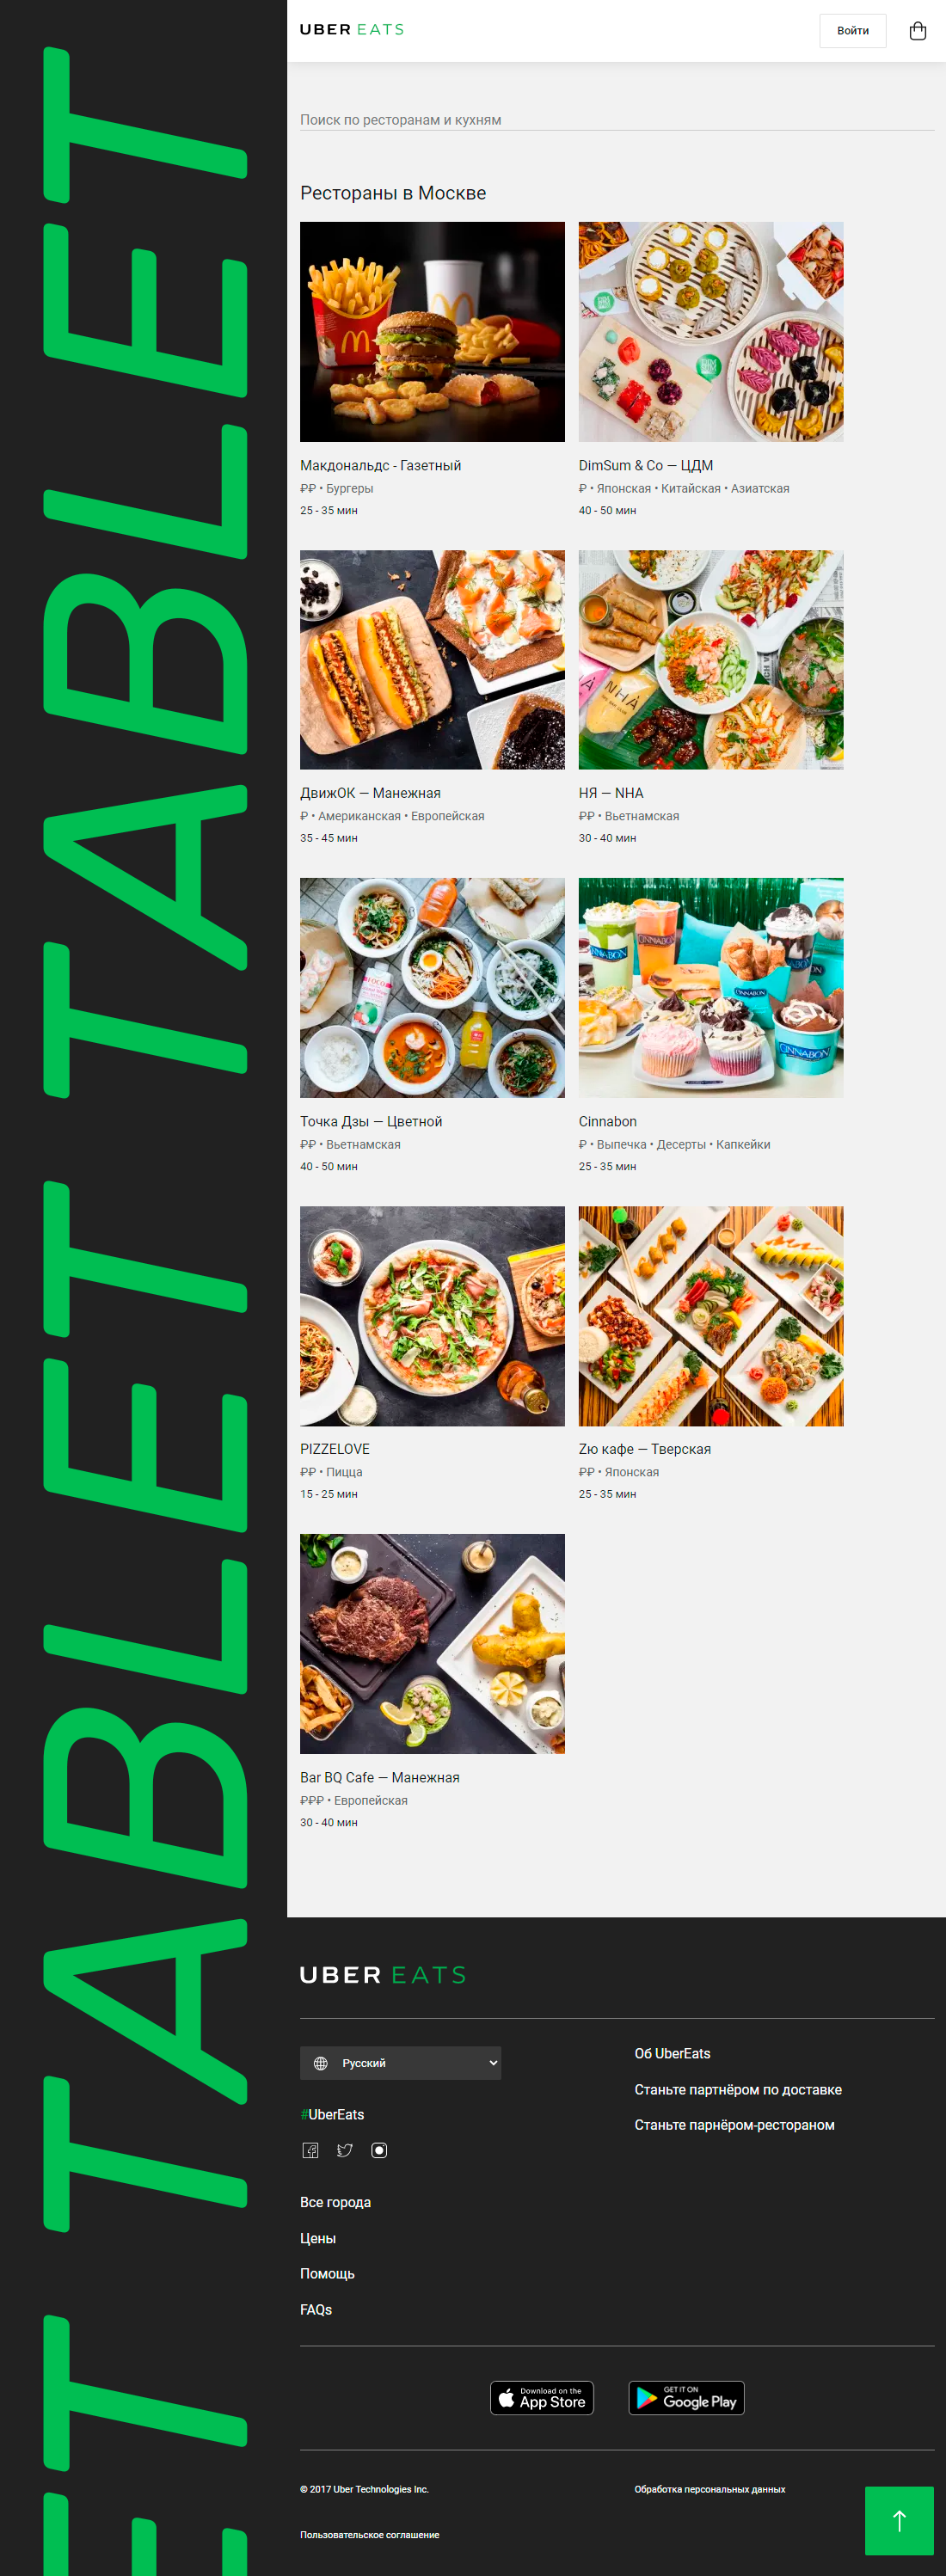 TABLET TABLET
UBER EATS
Войти
Поиск по ресторанам и кухням
Рестораны в Москве
Макдональдс - Газетный
₽₽ • Бургеры
25 - 35 мин
DimSum & Co — ЦДМ
₽ • Японская • Китайская • Азиатская
40 - 50 мин
ДвижОК — Манежная
₽ • Американская • Европейская
35 - 45 мин
NHA
НЯ — NHA
₽₽ • Вьетнамская
30 - 40 мин
Точка Дзы — Цветной
₽₽ • Вьетнамская
40 - 50 мин
CINNABON
CINNABON
Cinnabon
₽ • Выпечка • Десерты • Капкейки
25 - 35 мин
PIZZELOVE
₽₽ • Пицца
15 - 25 мин
Zю кафе — Тверская
₽₽ • Японская
25 - 35 мин
Bar BQ Cafe — Манежная
₽₽₽ • Европейская
30 - 40 мин
UBER EATS
Русский
#UberEats
Все города
Цены
Помощь
FAQs
Об UberEats
Станьте партнёром по доставке
Станьте парнёром-рестораном
Download on the
App Store
GET IT ON
Google Play
© 2017 Uber Technologies Inc.
Обработка персональных данных
Пользовательское соглашение